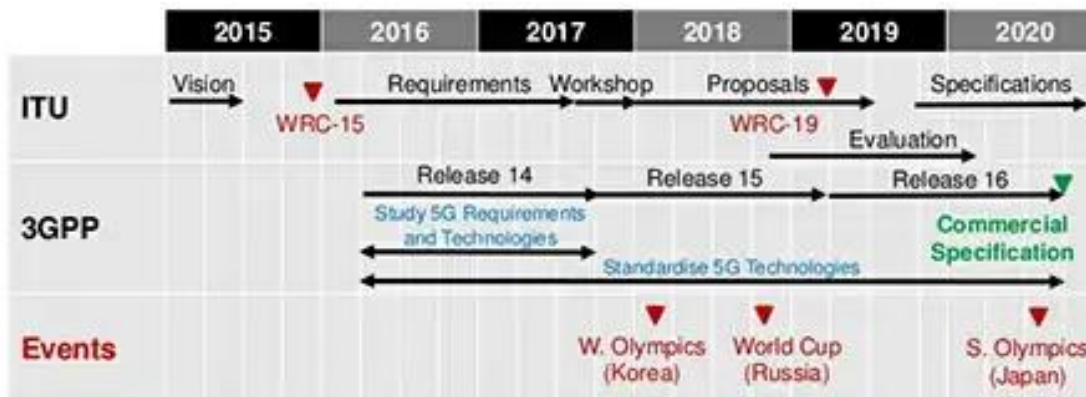 2015 2016 2017 2018 2019 2020
Vision Requirements Workshop Proposals Specifications
ITU
WRC-15 WRC-19
Evaluation
Release 14 Release 15 Release 16
3GPP
Study 5G Requirements
and Technologies
Commercial
Specification
Standardise 5G Technologies
Events
W. Olympics
(Korea)
World Cup
(Russia)
S. Olympics
(Japan)